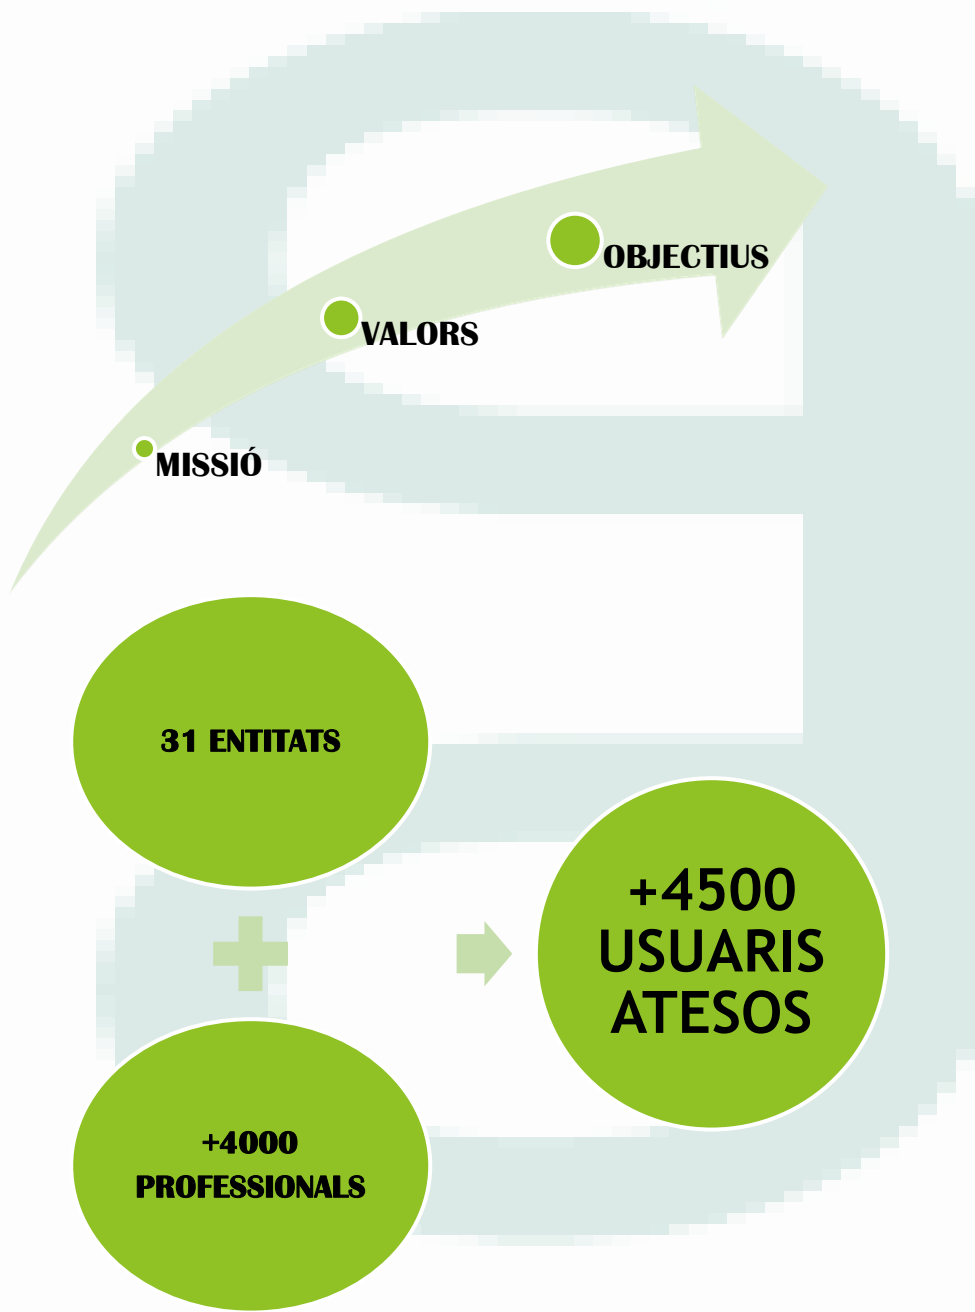 OBJECTIUS
VALORS
MISSIÓ
31 ENTITATS
+4500
USUARIS
ATESOS
+4000
PROFESSIONALS